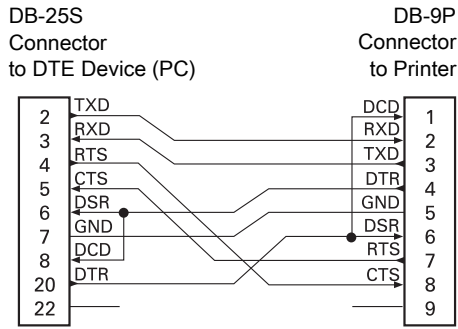 DB-25S
Connector
to DTE Device (PC)
DB-9P
Connector
to Printer
2 TXD
3 RXD
4 RTS
5 CTS
6 DSR
7 GND
8 DCD
20 DTR
22
DCD 1
RXD 2
TXD 3
DTR 4
GND 5
DSR 6
RTS 7
CTS 8
9